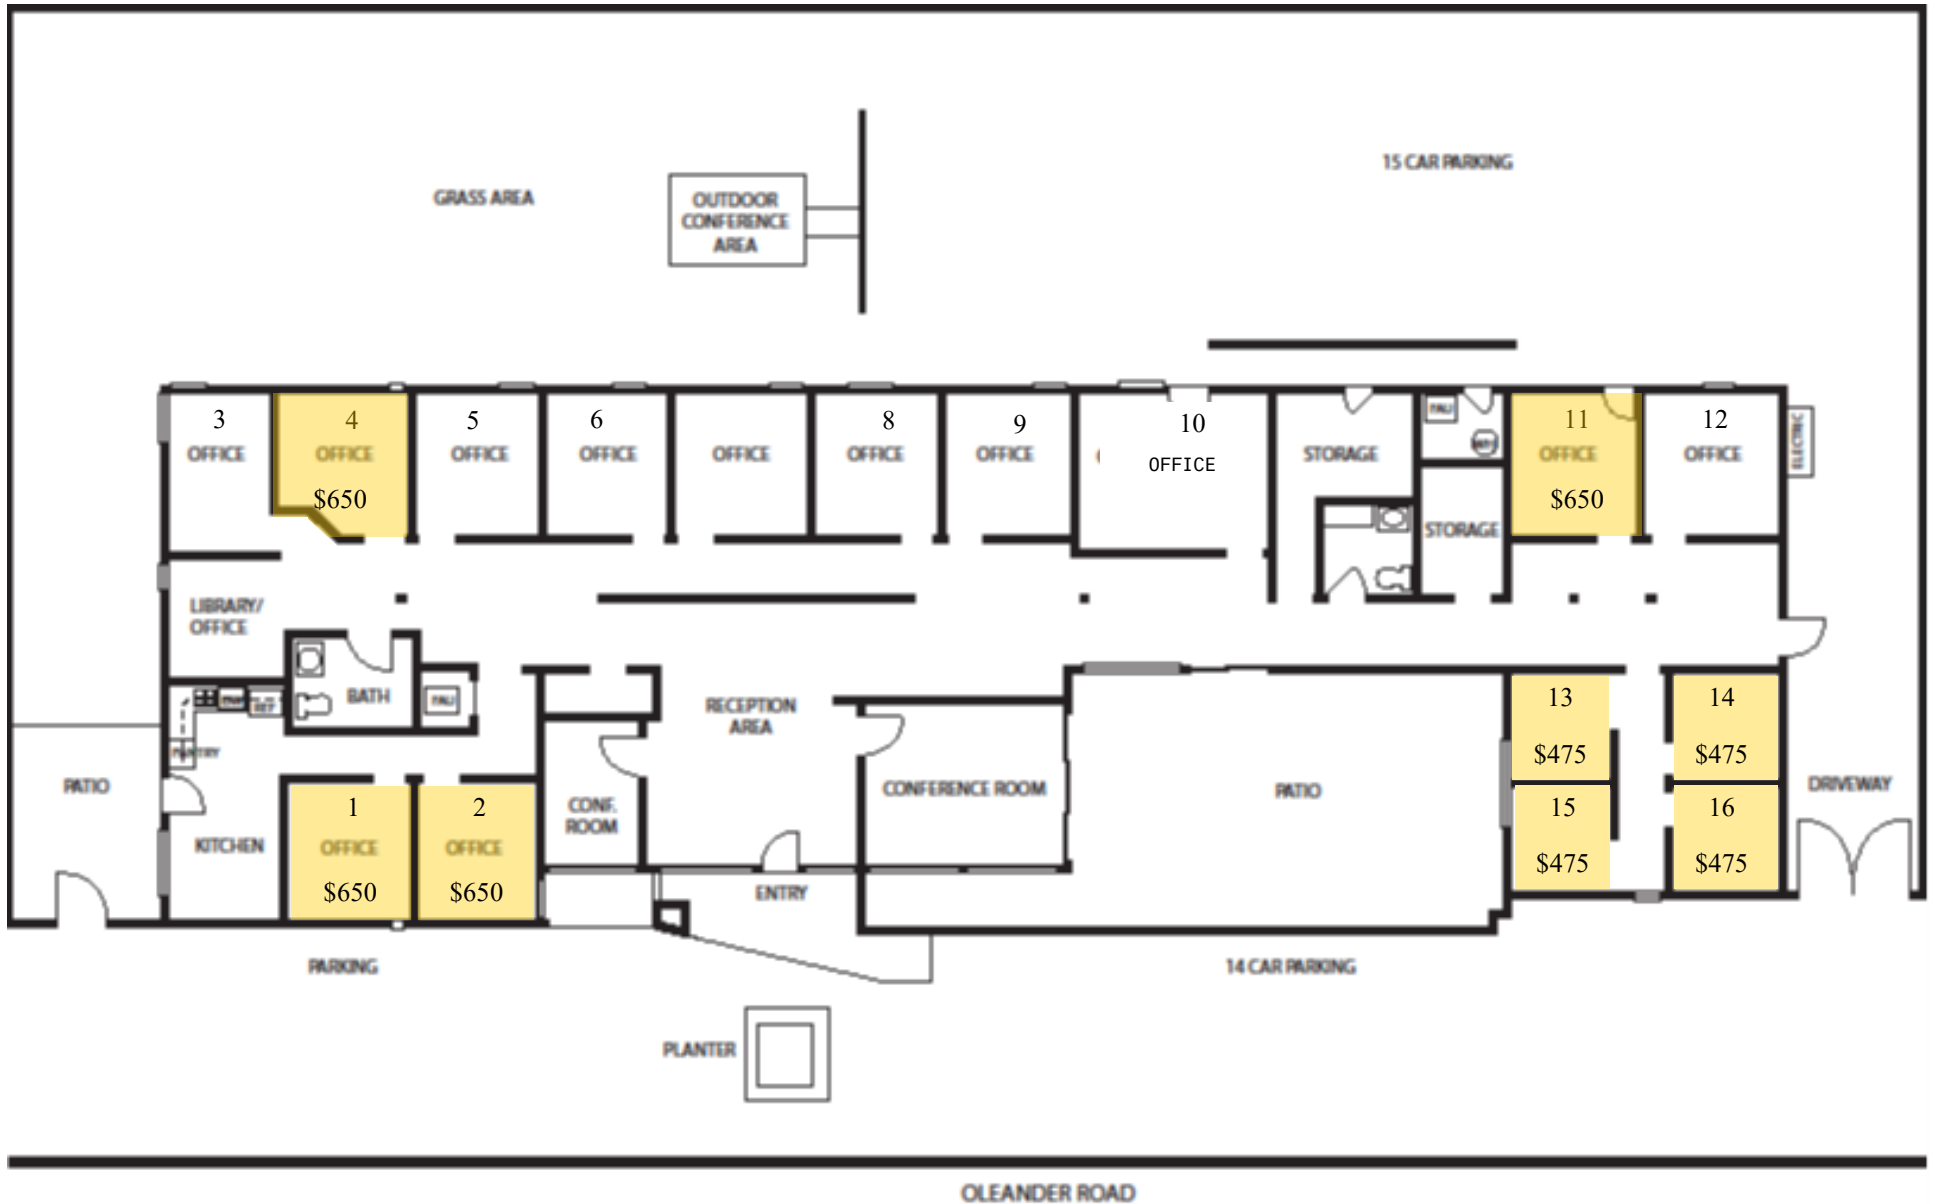 15 CAR PARKING
GRASS AREA
OUTDOOR
CONFERENCE
AREA
3
OFFICE
4
OFFICE
$650
5
OFFICE
6
OFFICE
OFFICE
8
OFFICE
9
OFFICE
10
OFFICE
STORAGE
FAU
11
OFFICE
$650
12
OFFICE
ELECTRIC
STORAGE
LIBRARY/
OFFICE
BATH
FAU
REF
PANTRY
RECEPTION
AREA
13
$475
14
$475
PATIO
KITCHEN
1
OFFICE
$650
2
OFFICE
$650
CONF.
ROOM
CONFERENCE ROOM
PATIO
15
$475
16
$475
DRIVEWAY
ENTRY
PARKING
14 CAR PARKING
PLANTER
OLEANDER ROAD